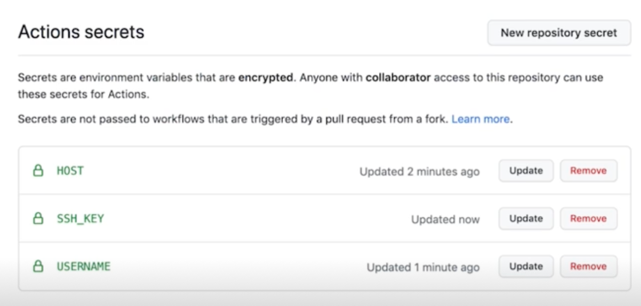 Actions secrets
New repository secret
Secrets are environment variables that are encrypted. Anyone with collaborator access to this repository can use
these secrets for Actions.
Secrets are not passed to workflows that are triggered by a pull request from a fork. Learn more.
HOST Updated 2 minutes ago Update Remove
SSH_KEY Updated now Update Remove
USERNAME Updated 1 minute ago Update Remove